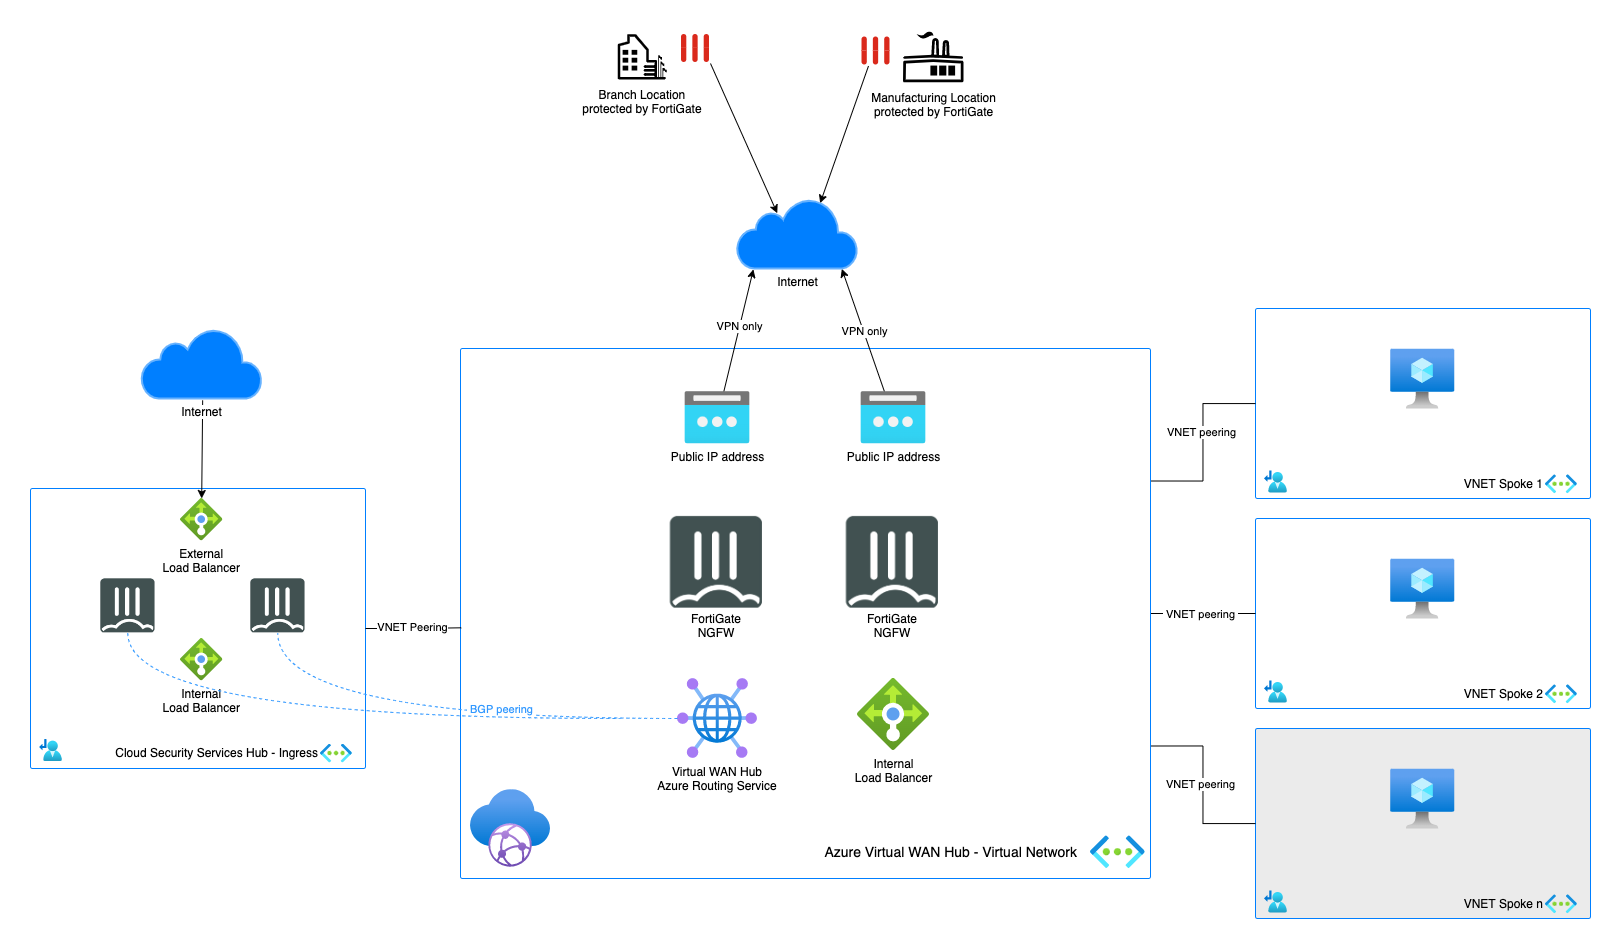 Branch Location
protected by FortiGate
Manufacturing Location
protected by FortiGate
Internet
VPN only
VPN only
Internet
Public IP address
Public IP address
VNET peering
VNET Spoke 1
External
Load Balancer
FortiGate
NGFW
FortiGate
NGFW
VNET Peering
VNET peering
Internal
Load Balancer
BGP peering
VNET Spoke 2
Cloud Security Services Hub - Ingress
Virtual WAN Hub
Azure Routing Service
Internal
Load Balancer
VNET peering
Azure Virtual WAN Hub - Virtual Network
VNET Spoke n